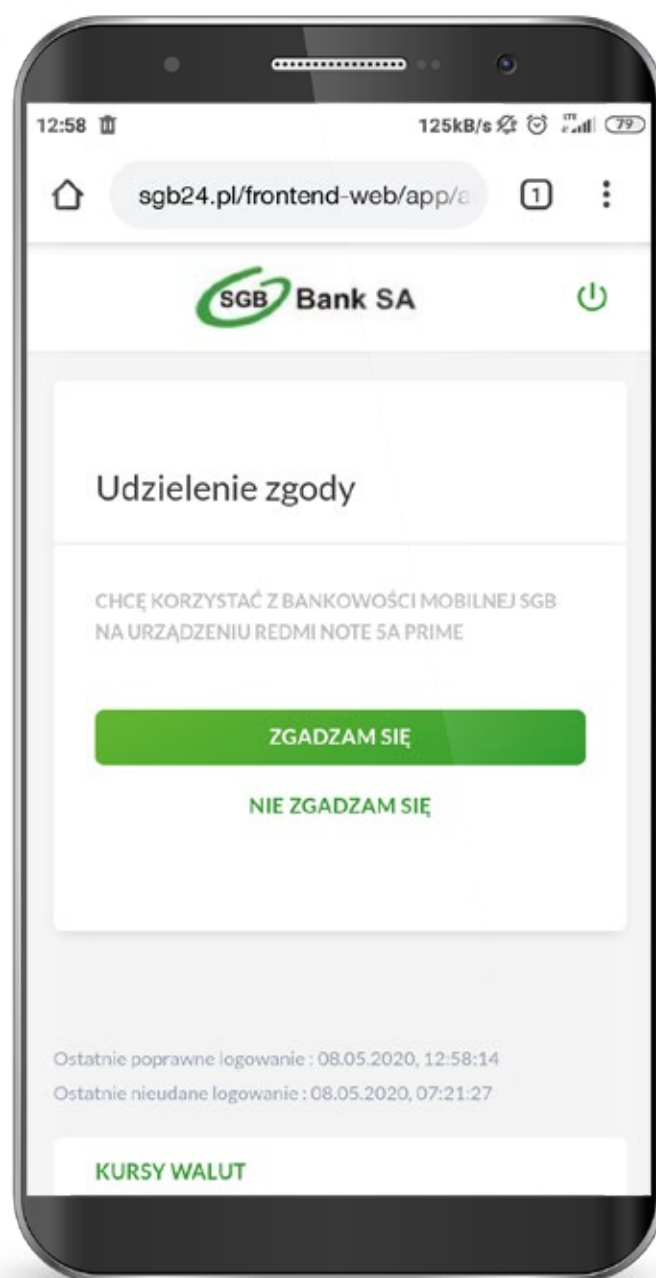 12:58 125kB/s LTE 79
sgb24.pl/frontend-web/app/a 1
SGB Bank SA
Udzielenie zgody
CHCĘ KORZYSTAĆ Z BANKOWOŚCI MOBILNEJ SGB
NA URZĄDZENIU REDMI NOTE 5A PRIME
ZGADZAM SIĘ
NIE ZGADZAM SIĘ
Ostatnie poprawne logowanie : 08.05.2020, 12:58:14
Ostatnie nieudane logowanie : 08.05.2020, 07:21:27
KURSY WALUT